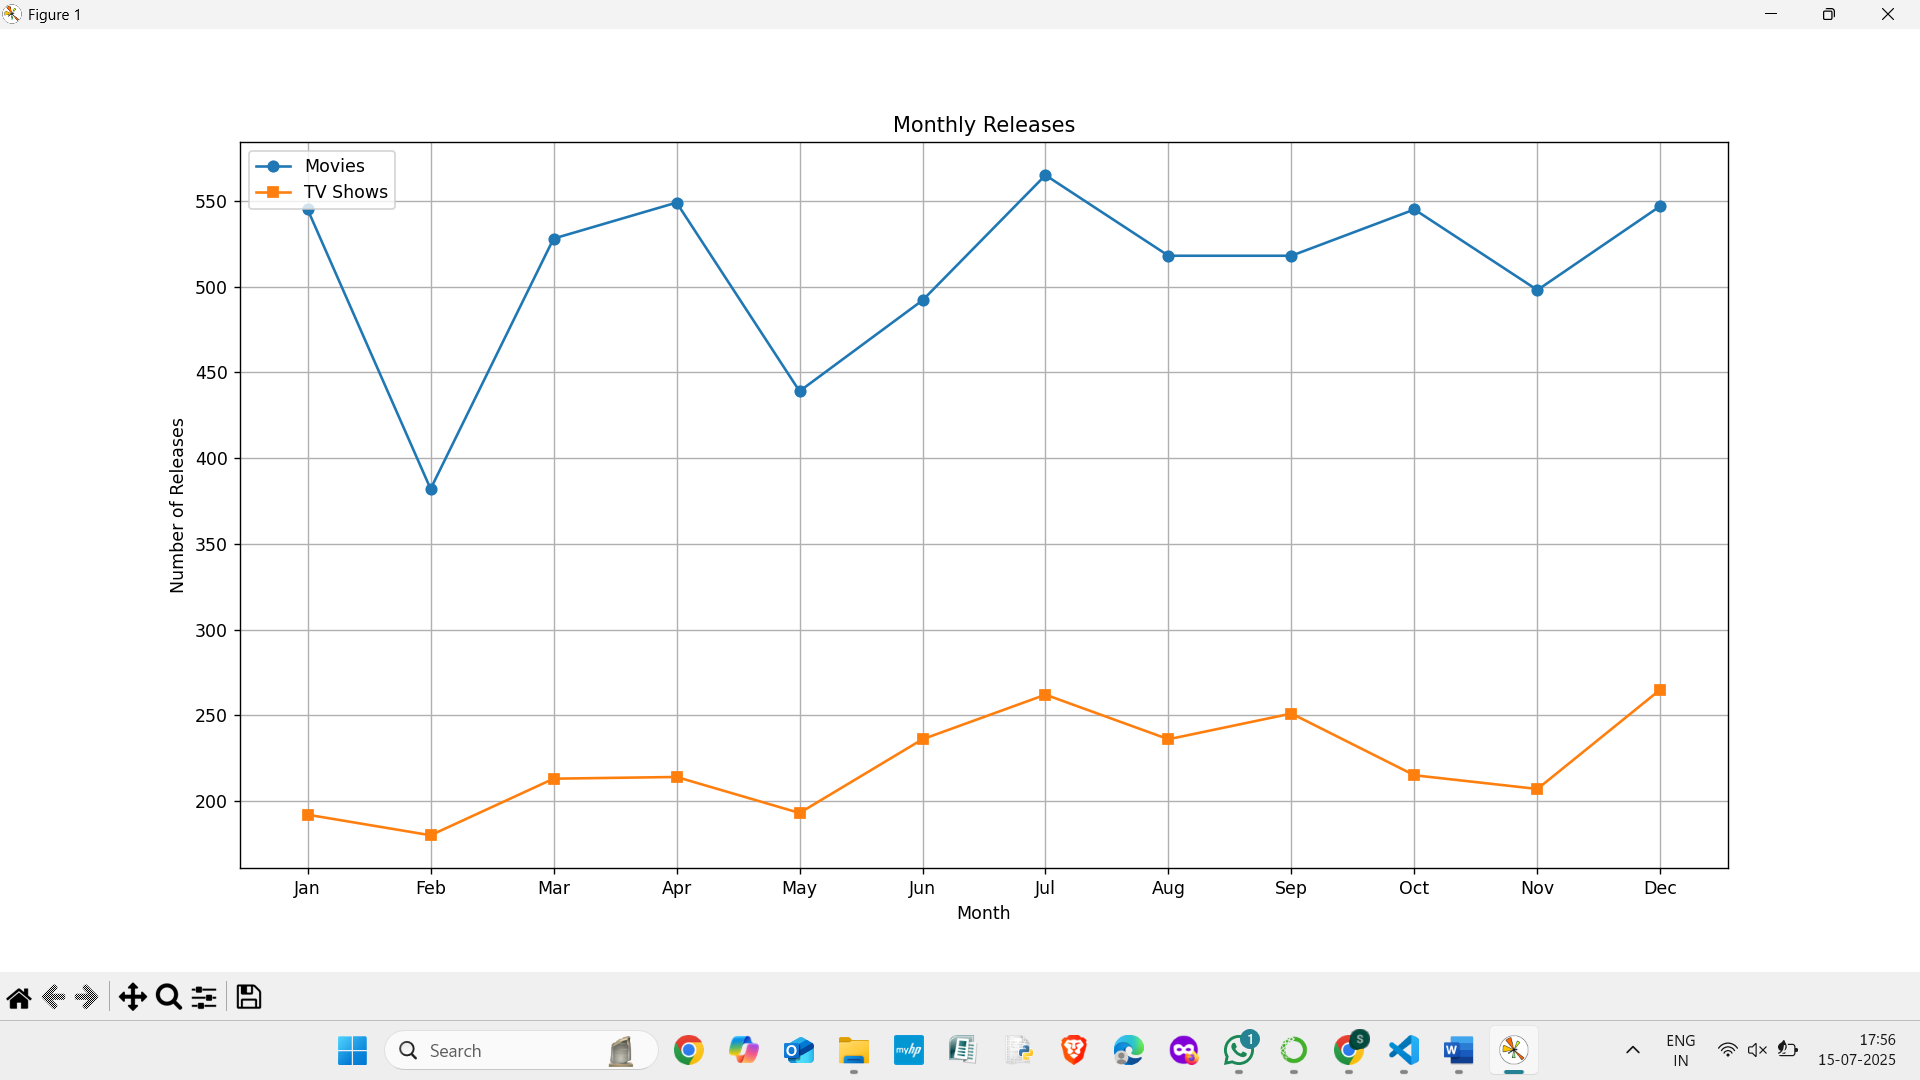 Figure 1
Monthly Releases
Movies
TV Shows
550
500
450
400
350
300
250
200
Number of Releases
Jan Feb Mar Apr May Jun Jul Aug Sep Oct Nov Dec
Month
Search
myhp
1
S
ENG
IN
17:56
15-07-2025